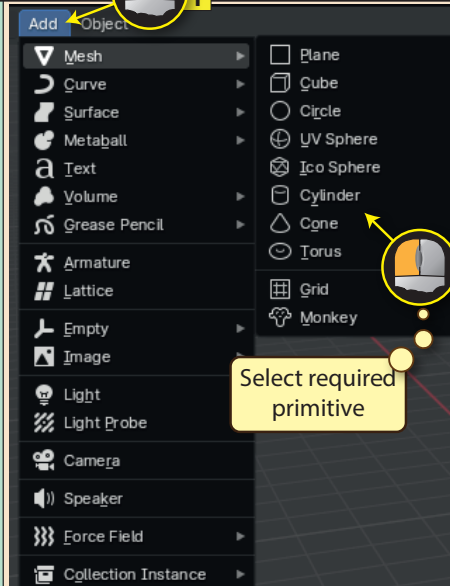 Add Object
1
Mesh
Curve
Surface
Metaball
Text
Volume
Grease Pencil
Armature
Lattice
Empty
Image
Light
Light Probe
Camera
Speaker
Force Field
Collection Instance
Plane
Cube
Circle
UV Sphere
Ico Sphere
Cylinder
Cone
Torus
Grid
Monkey
Select required
primitive